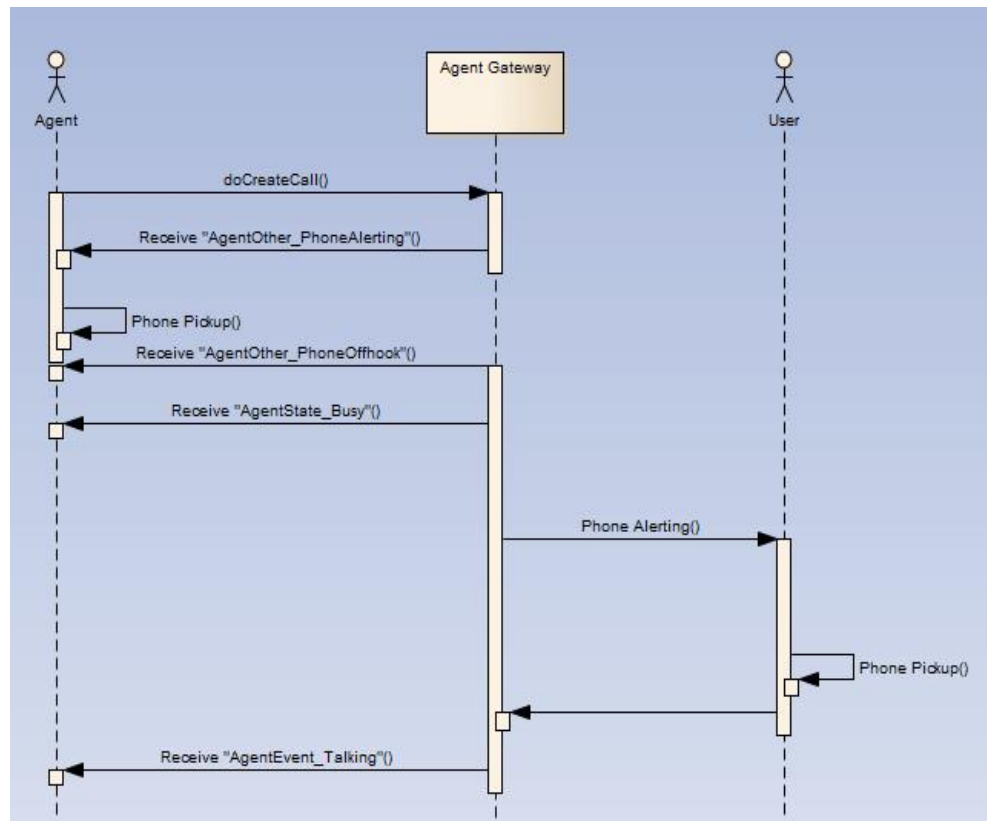 Agent Gateway
Agent
User
doCreateCall()
Receive "AgentOther_PhoneAlerting"()
Phone Pickup()
Receive "AgentOther_PhoneOffhook"()
Receive "AgentState_Busy"()
Phone Alerting()
Phone Pickup()
Receive "AgentEvent_Talking"()